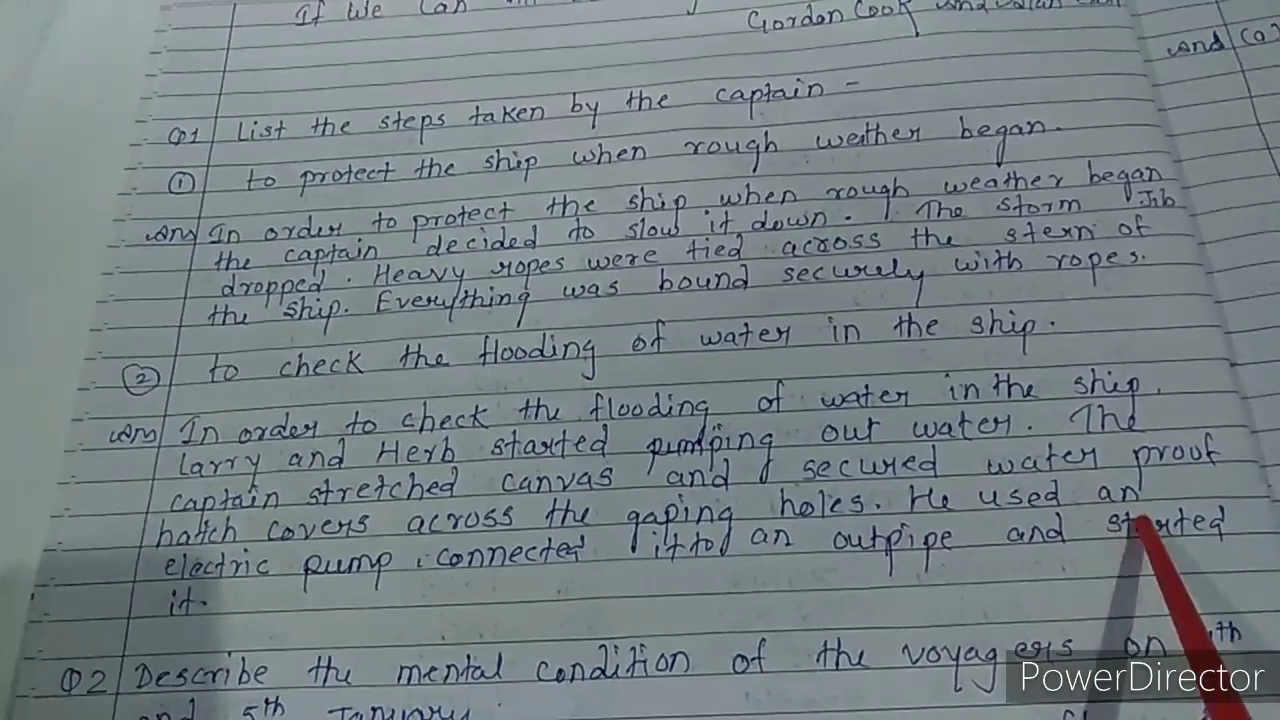 If We Can
Gordon Cook and Alan
and (a)
Q1 List the steps taken by the captain -
① to protect the ship when rough weather began.
Ans In order to protect the ship when rough weather began
the captain decided to slow it down. The storm Jib
dropped. Heavy ropes were tied across the stern of
the ship. Everything was bound securely with ropes.
② to check the flooding of water in the ship.
Ans In order to check the flooding of water in the ship.
Larry and Herb started pumping out water. The
captain stretched canvas and secured water proof
hatch covers across the gaping holes. He used an
electric pump, connected it to an outpipe and started
it.
Q2 Describe the mental condition of the voyagers on th
and 5th January.
PowerDirector